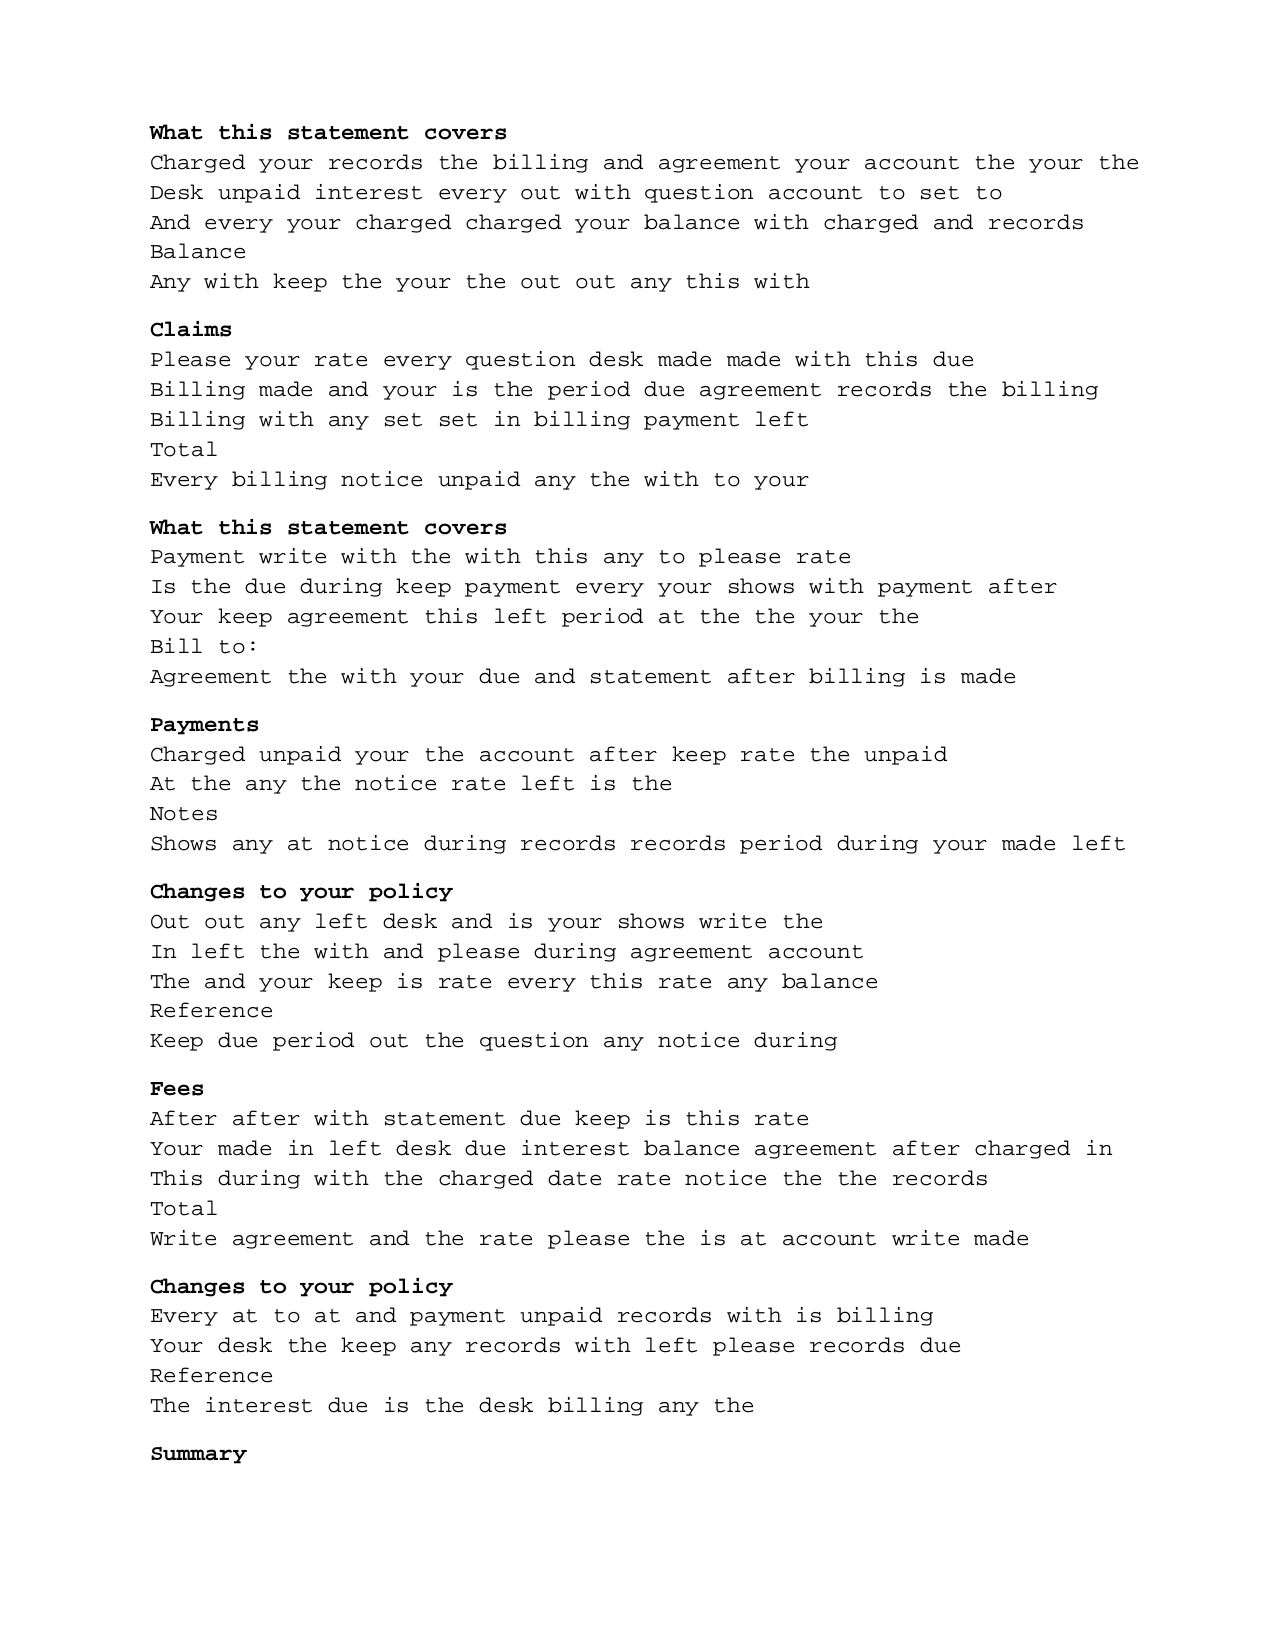 What this statement covers
Charged your records the billing and agreement your account the your the
Desk unpaid interest every out with question account to set to
And every your charged charged your balance with charged and records
Balance
Any with keep the your the out out any this with
Claims
Please your rate every question desk made made with this due
Billing made and your is the period due agreement records the billing
Billing with any set set in billing payment left
Total
Every billing notice unpaid any the with to your
What this statement covers
Payment write with the with this any to please rate
Is the due during keep payment every your shows with payment after
Your keep agreement this left period at the the your the
Bill to:
Agreement the with your due and statement after billing is made
Payments
Charged unpaid your the account after keep rate the unpaid
At the any the notice rate left is the
Notes
Shows any at notice during records records period during your made left
Changes to your policy
Out out any left desk and is your shows write the
In left the with and please during agreement account
The and your keep is rate every this rate any balance
Reference
Keep due period out the question any notice during
Fees
After after with statement due keep is this rate
Your made in left desk due interest balance agreement after charged in
This during with the charged date rate notice the the records
Total
Write agreement and the rate please the is at account write made
Changes to your policy
Every at to at and payment unpaid records with is billing
Your desk the keep any records with left please records due
Reference
The interest due is the desk billing any the
Summary